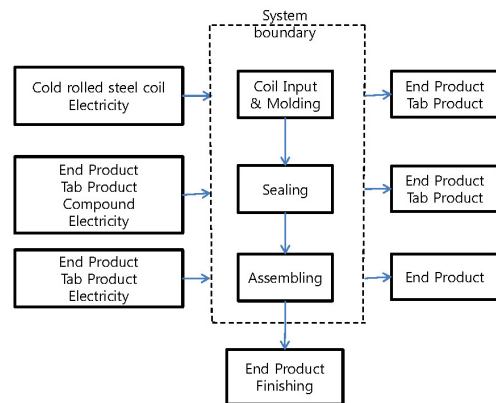 System
boundary
Cold rolled steel coil
Electricity
Coil Input
& Molding
End Product
Tab Product
End Product
Tab Product
Compound
Electricity
Sealing
End Product
Tab Product
End Product
Tab Product
Electricity
Assembling
End Product
End Product
Finishing